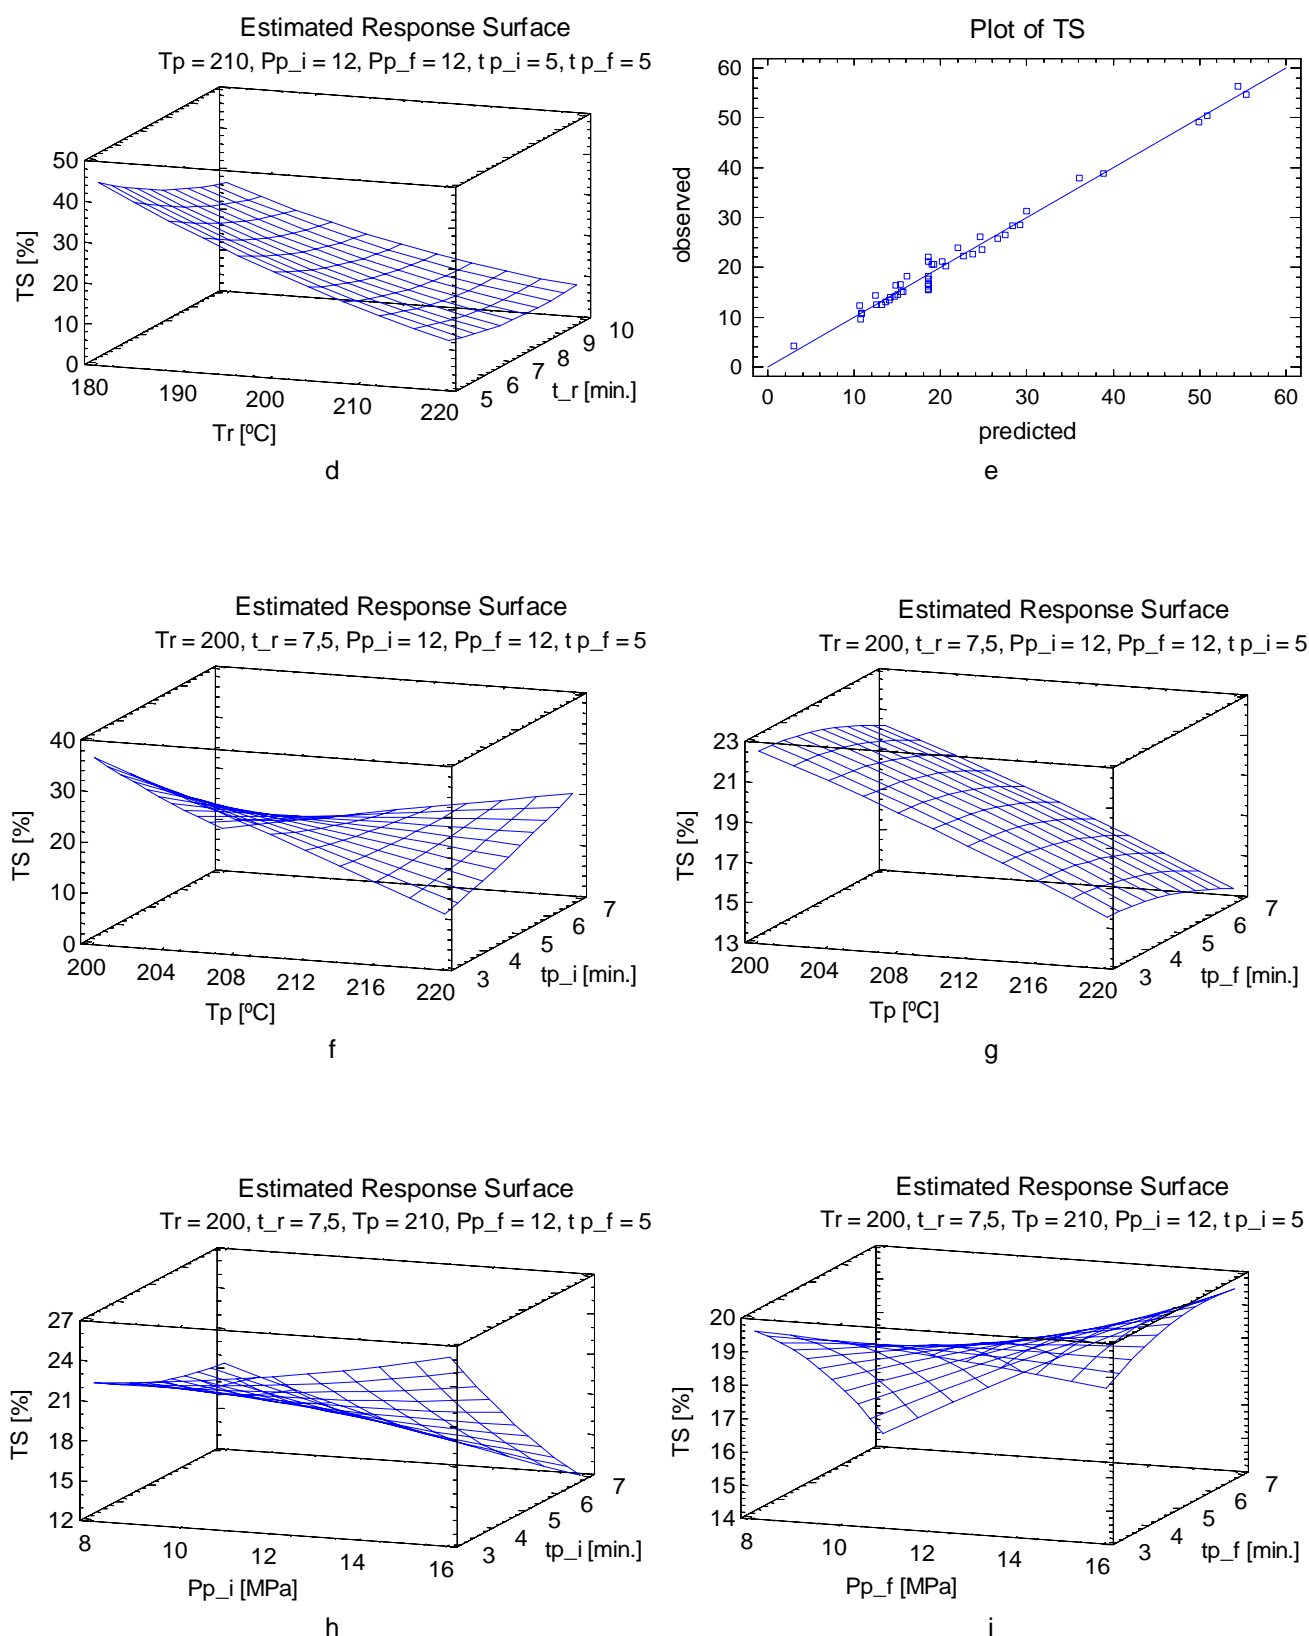 Estimated Response Surface
Tp = 210, Pp_i = 12, Pp_f = 12, t p_i = 5, t p_f = 5
50
40
30
20
10
0
TS [%]
180
190
200
210
220
Tr [ºC]
5
6
7
8
9
10
t_r [min.]
d
Plot of TS
60
50
40
30
20
10
0
observed
0
10
20
30
40
50
60
predicted
e
Estimated Response Surface
Tr = 200, t_r = 7,5, Pp_i = 12, Pp_f = 12, t p_f = 5
40
30
20
10
0
TS [%]
200
204
208
212
216
220
Tp [ºC]
3
4
5
6
7
tp_i [min.]
f
Estimated Response Surface
Tr = 200, t_r = 7,5, Pp_i = 12, Pp_f = 12, t p_i = 5
23
21
19
17
15
13
TS [%]
200
204
208
212
216
220
Tp [ºC]
3
4
5
6
7
tp_f [min.]
g
Estimated Response Surface
Tr = 200, t_r = 7,5, Tp = 210, Pp_f = 12, t p_f = 5
27
24
21
18
15
12
TS [%]
8
10
12
14
16
Pp_i [MPa]
3
4
5
6
7
tp_i [min.]
h
Estimated Response Surface
Tr = 200, t_r = 7,5, Tp = 210, Pp_i = 12, t p_i = 5
20
19
18
17
16
15
14
TS [%]
8
10
12
14
16
Pp_f [MPa]
3
4
5
6
7
tp_f [min.]
i